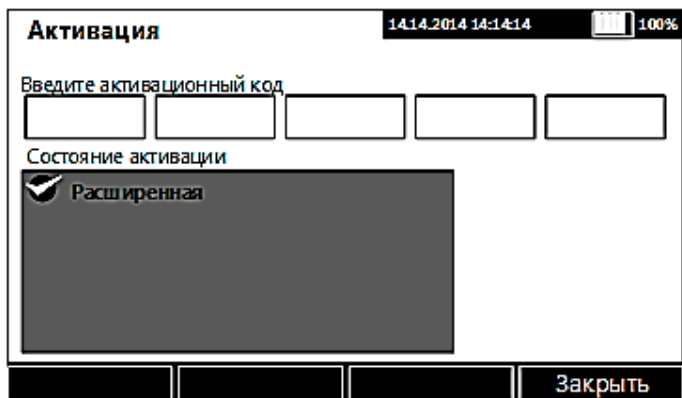 Активация
14.14.2014 14:14:14 100%
Введите активационный код
Состояние активации
Расширенная
Закрыть